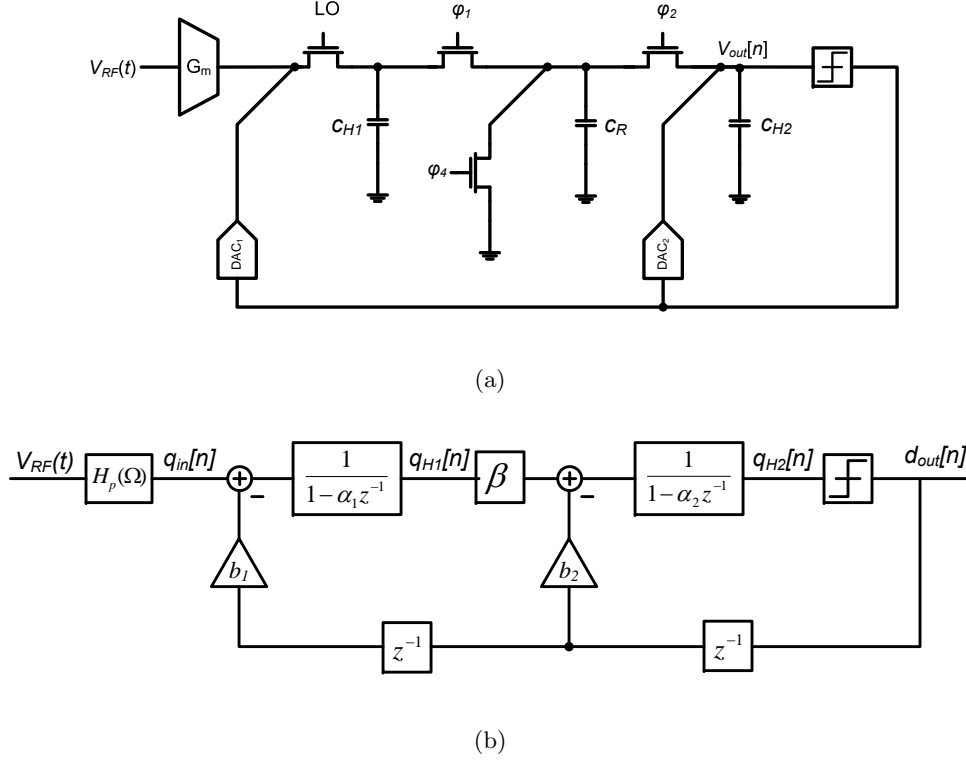 LO φ1 φ2
VRF(t) Gm Vout[n]
CH1 CR CH2
φ4
DAC1 DAC2
(a)
VRF(t) Hp(Ω) qin[n] + − 1/(1−α1z⁻¹) qH1[n] β + − 1/(1−α2z⁻¹) qH2[n] dout[n]
b1 b2
z⁻¹ z⁻¹
(b)